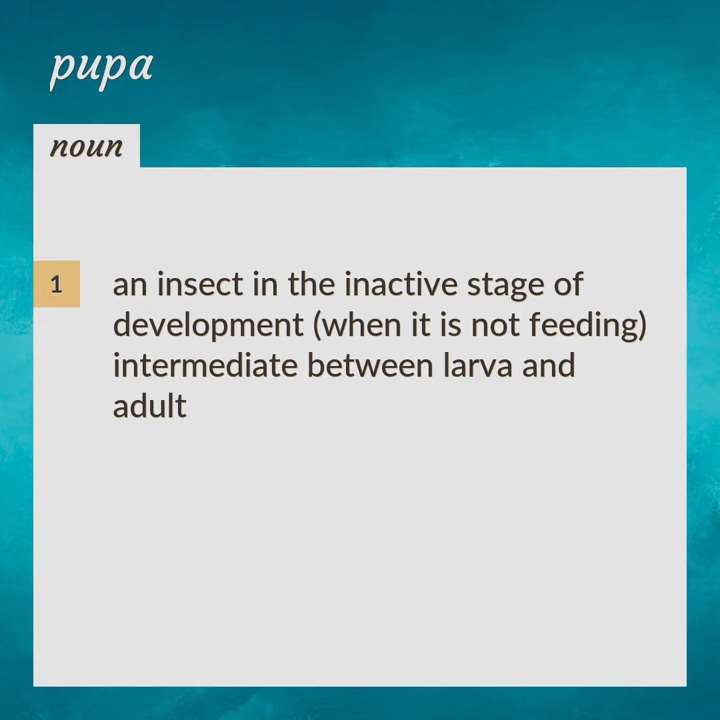 pupa
noun
1
an insect in the inactive stage of
development (when it is not feeding)
intermediate between larva and
adult